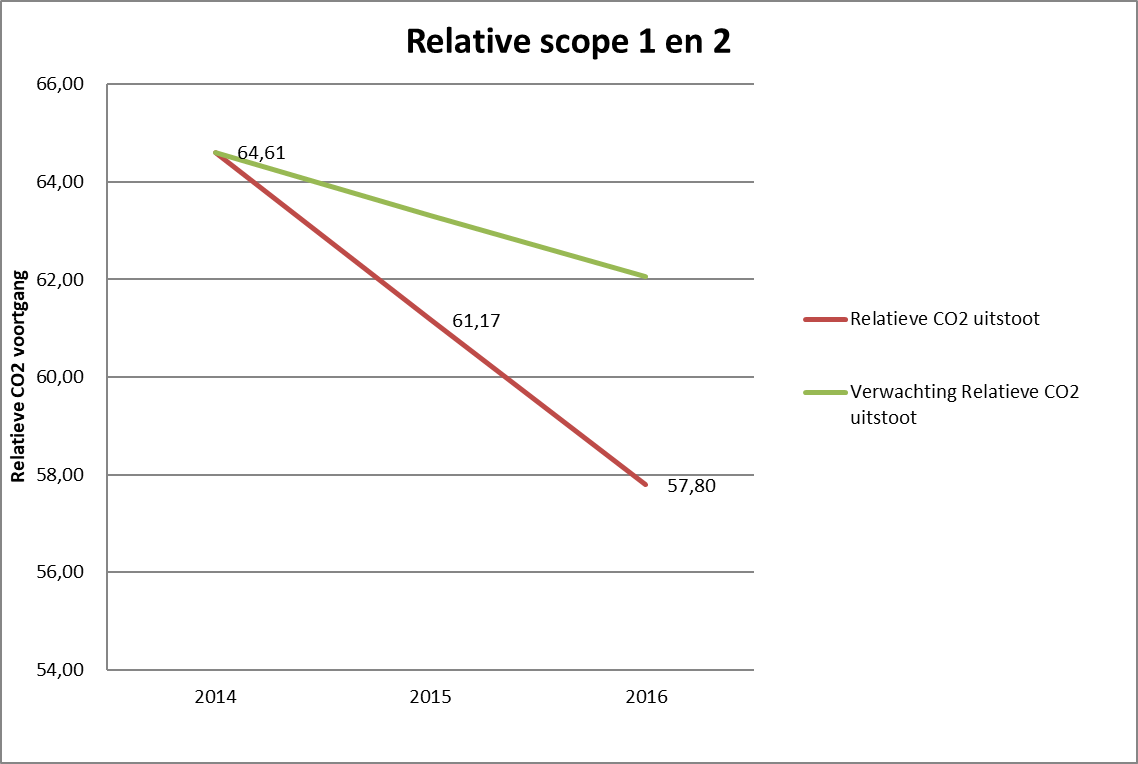 Relative scope 1 en 2
66,00
64,00
62,00
60,00
58,00
56,00
54,00
Relatieve CO2 voortgang
64,61
61,17
57,80
2014
2015
2016
Relatieve CO2 uitstoot
Verwachting Relatieve CO2
uitstoot